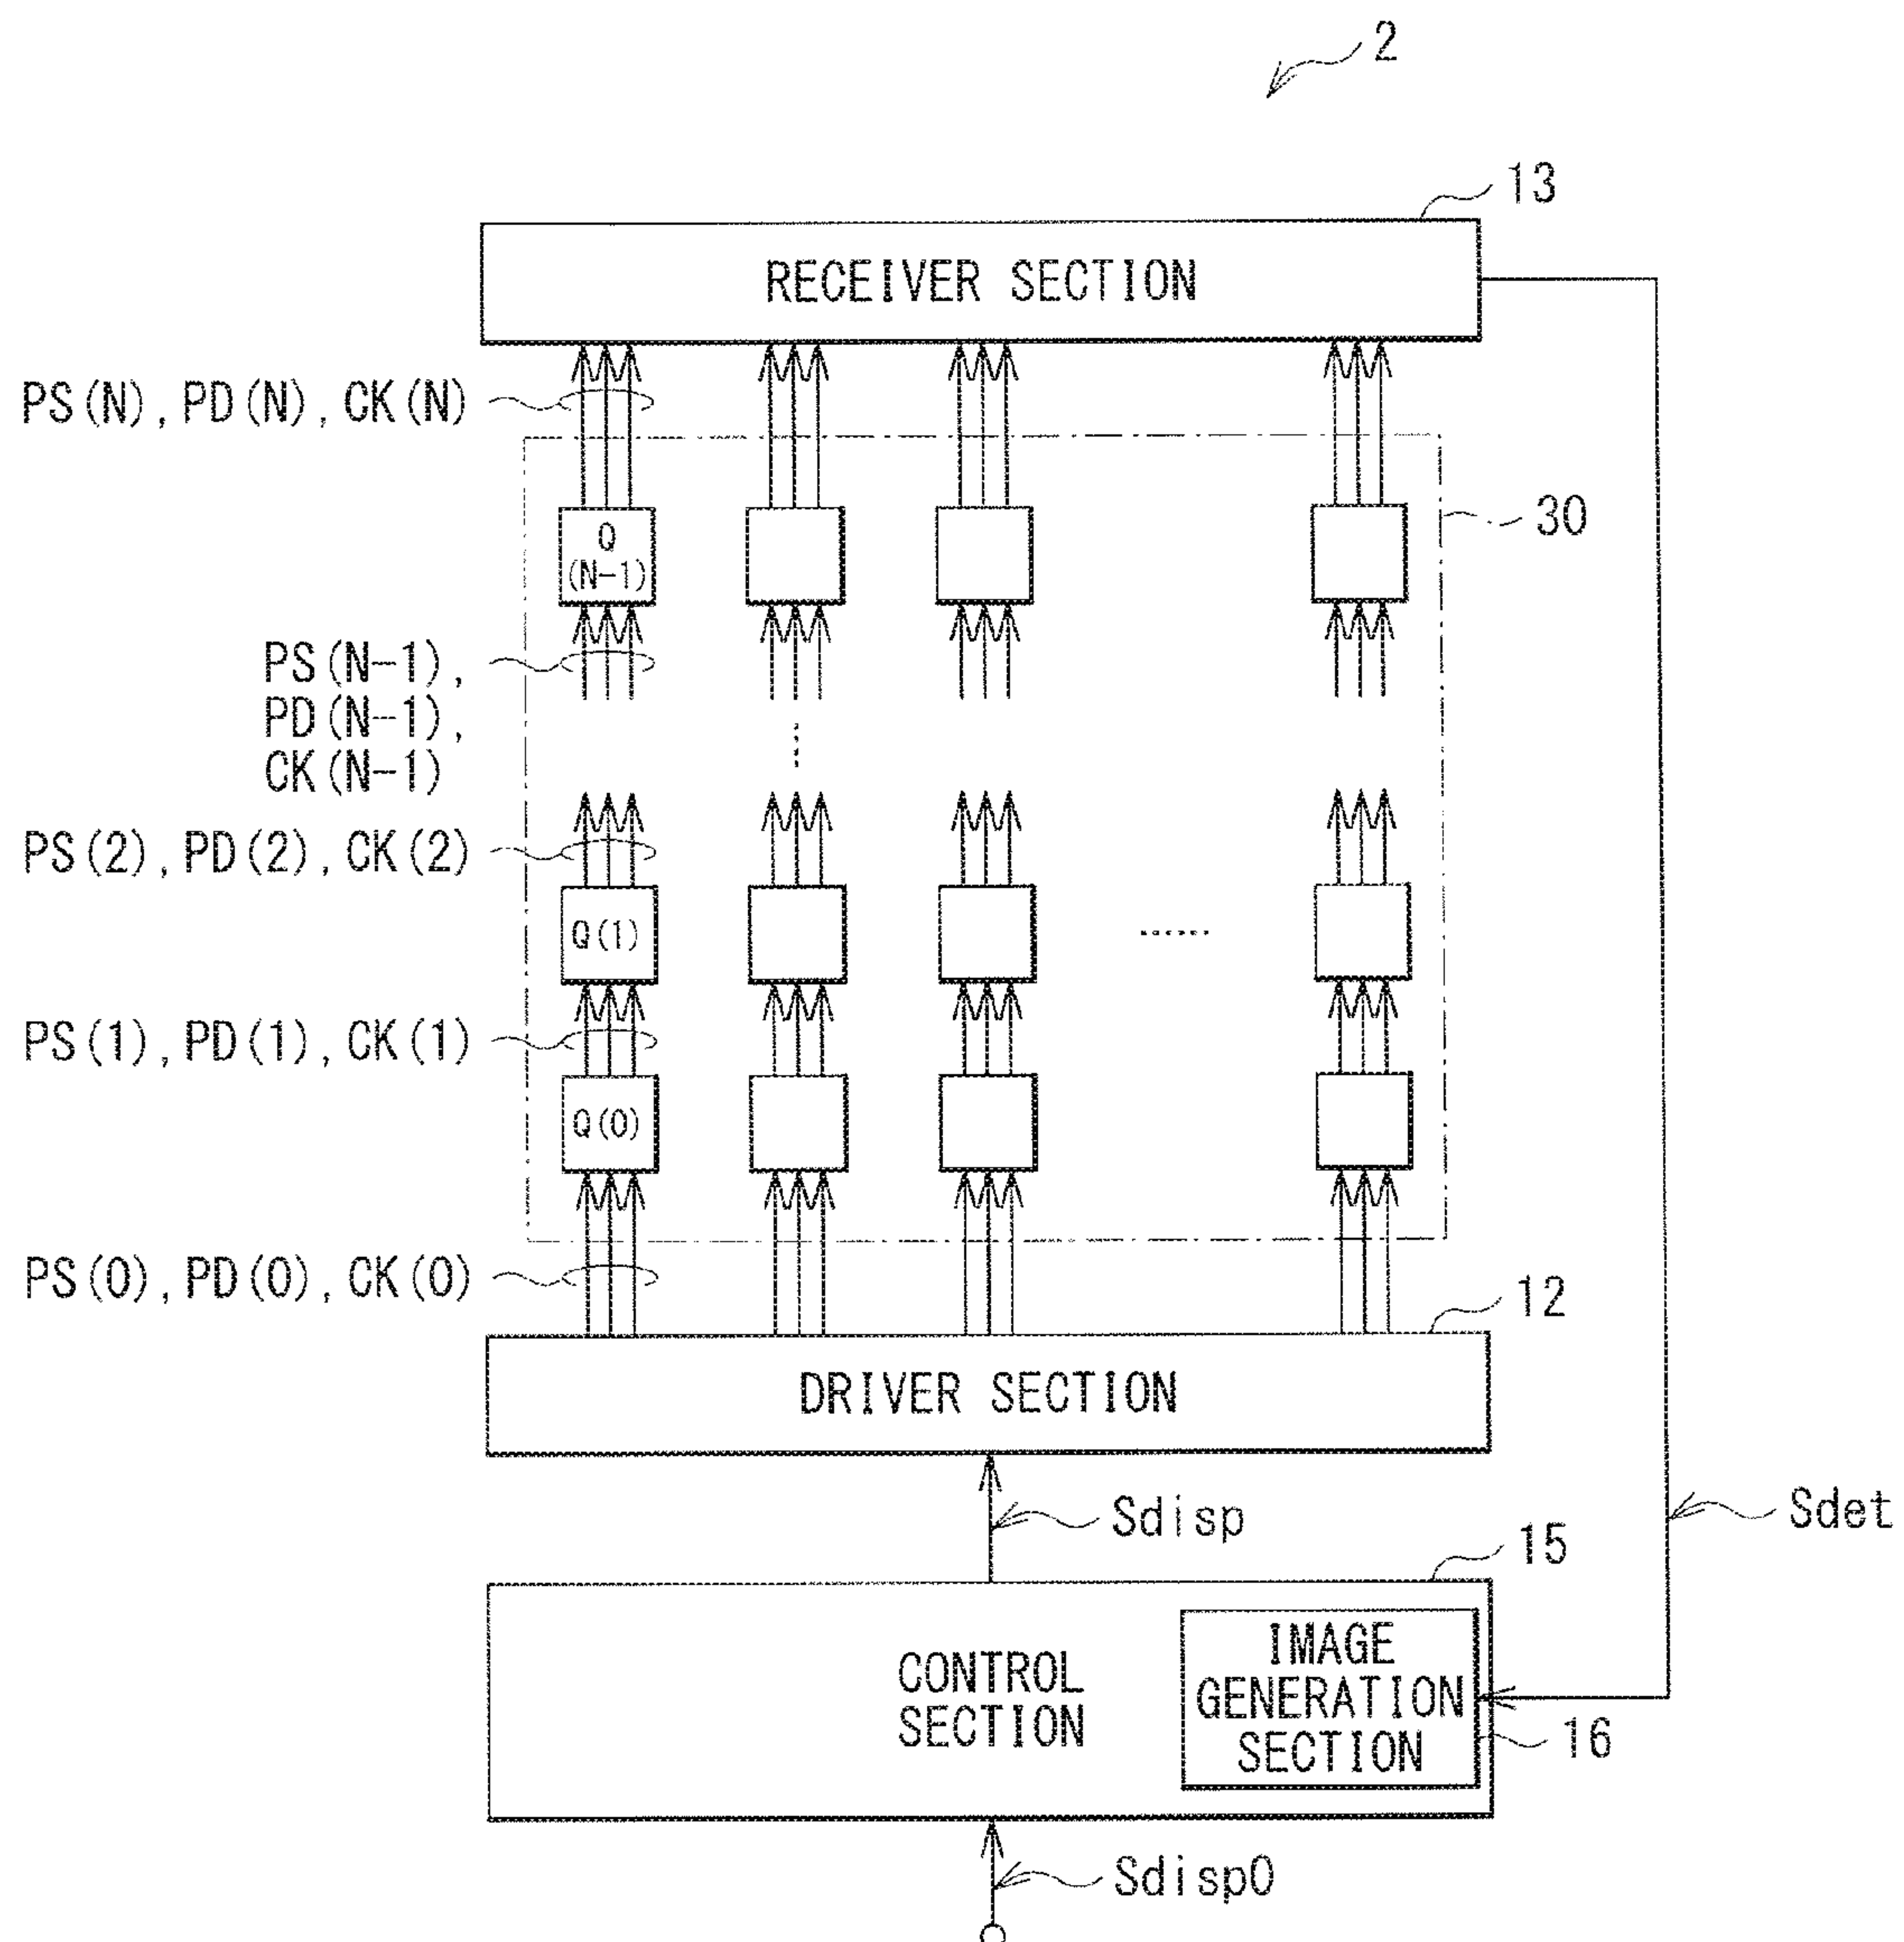 2
13
RECEIVER SECTION
PS(N), PD(N), CK(N)
30
Q
(N-1)
PS(N-1),
PD(N-1),
CK(N-1)
PS(2), PD(2), CK(2)
Q(1)
PS(1), PD(1), CK(1)
Q(0)
PS(0), PD(0), CK(0)
12
DRIVER SECTION
Sdisp
Sdet
15
CONTROL
SECTION
IMAGE
GENERATION
SECTION
16
Sdisp0